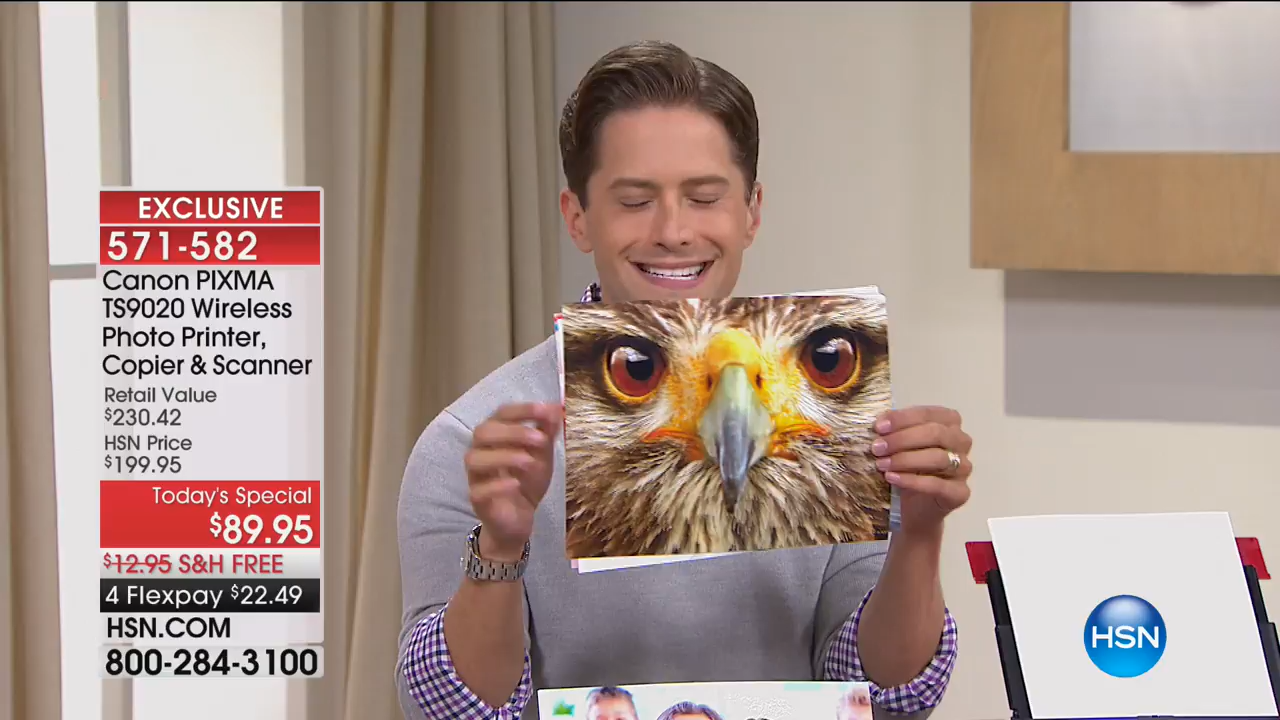 EXCLUSIVE
571-582
Canon PIXMA
TS9020 Wireless
Photo Printer,
Copier & Scanner
Retail Value
$230.42
HSN Price
$199.95
Today's Special
$89.95
$12.95 S&H FREE
4 Flexpay $22.49
HSN.COM
800-284-3100
HSN